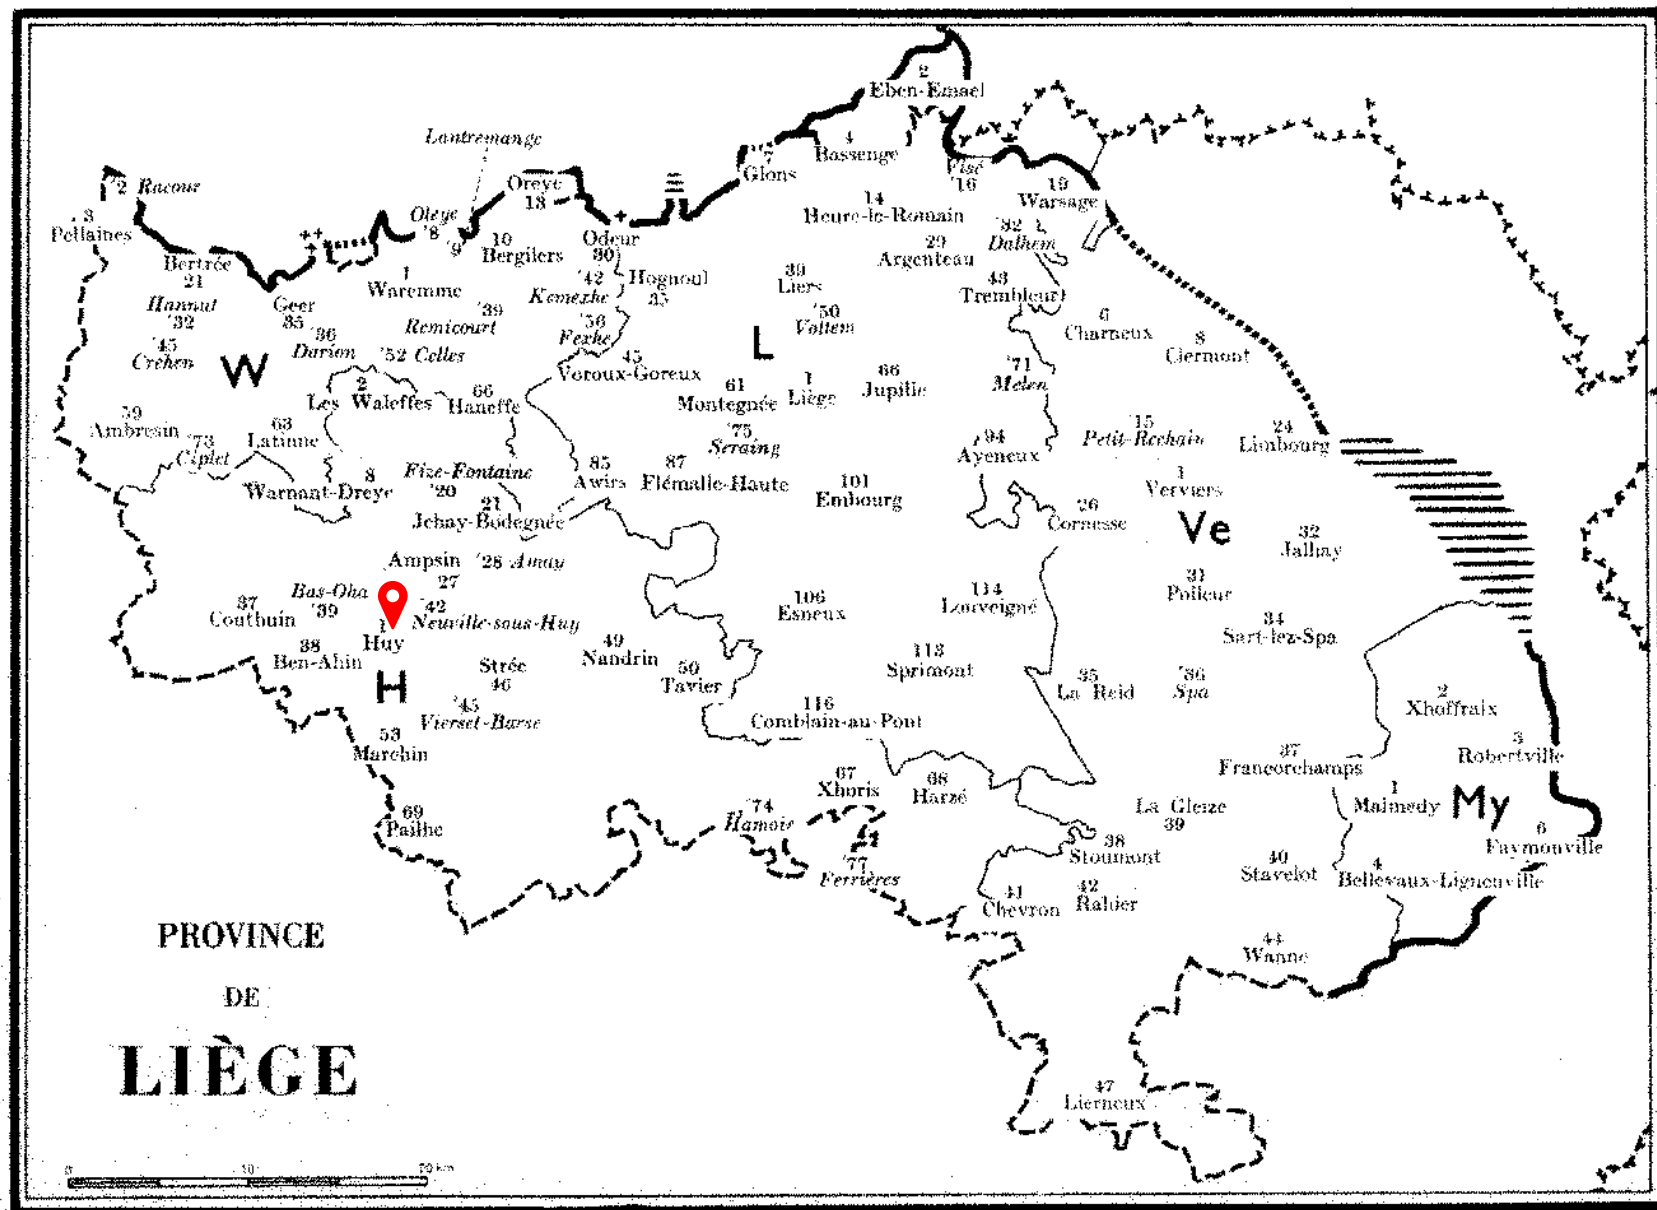 2
Eben-Emael
Lantremange
4
Bassenge
7
Glons
Visé
'16
19
Warsage
'2 Racour
Oreye
13
14
Heure-le-Romain
3
Pellaines
Oleye
'8
'9
10
Bergilers
Odeur
30
'32
Dalhem
29
Argenteau
Bertrée
21
1
Waremme
'42
Kemexhe
Hognoul
35
39
Liers
43
Trembleur
Hannut
'32
Geer
35
'39
Remicourt
'56
Fexhe
'50
Vottem
6
Charneux
8
Clermont
'45
Crehen
'36
Darion
'52 Celles
45
Voroux-Goreux
W
L
2
Les Waleffes
66
Haneffe
61
Montegnée
1
Liège
66
Jupille
'71
Melen
59
Ambresin
'73
Ciplet
63
Latinne
'75
Seraing
94
Ayeneux
'15
Petit-Rechain
24
Limbourg
8
Warnant-Dreye
Fize-Fontaine
'20
85
Awirs
87
Flémalle-Haute
101
Embourg
1
Verviers
21
Jehay-Bodegnée
26
Cornesse
Ve
32
Jalhay
Ampsin
27
'28 Amay
Bas-Oha
'39
37
Couthuin
'42
Neuville-sous-Huy
106
Esneux
114
Louveigné
31
Polleur
1
Huy
38
Ben-Ahin
49
Nandrin
34
Sart-lez-Spa
H
Strée
46
50
Tavier
113
Sprimont
35
La Reid
'36
Spa
2
Xhoffraix
'45
Vierset-Barse
116
Comblain-au-Pont
53
Marchin
37
Francorchamps
3
Robertville
67
Xhoris
68
Harzé
1
Malmedy
My
69
Pailhe
'74
Hamoir
La Gleize
39
6
Faymonville
38
Stoumont
'77
Ferrières
40
Stavelot
4
Bellevaux-Ligneuville
41
Chevron
42
Rahier
44
Wanne
PROVINCE
DE
LIÈGE
47
Lierneux
0 10 20 km